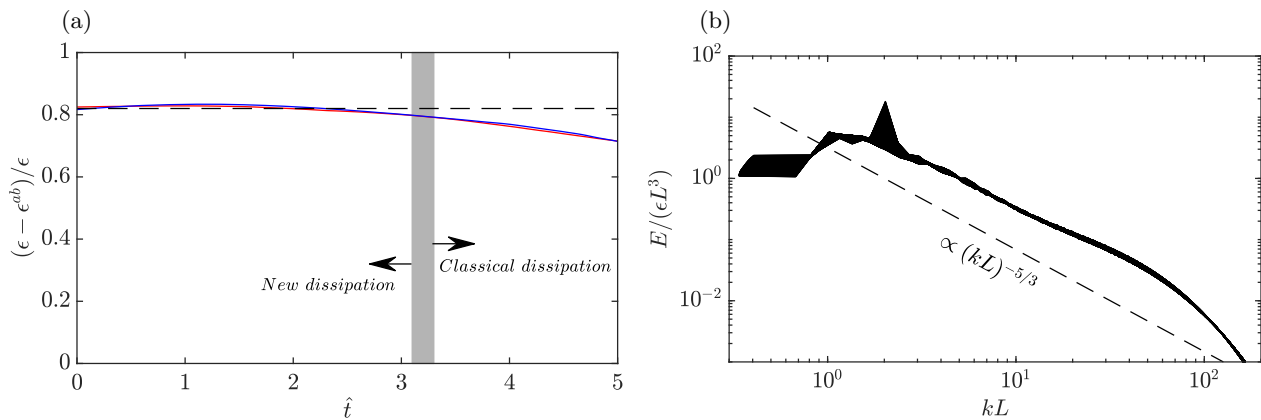 (a)
1
0.8
0.6
0.4
0.2
0
0 1 2 3 4 5
(ϵ − ϵ^{ab})/ϵ
t̂
New dissipation
Classical dissipation
(b)
10^2
10^0
10^{-2}
10^0 10^1 10^2
E/(ϵL^3)
kL
∝ (kL)^{-5/3}